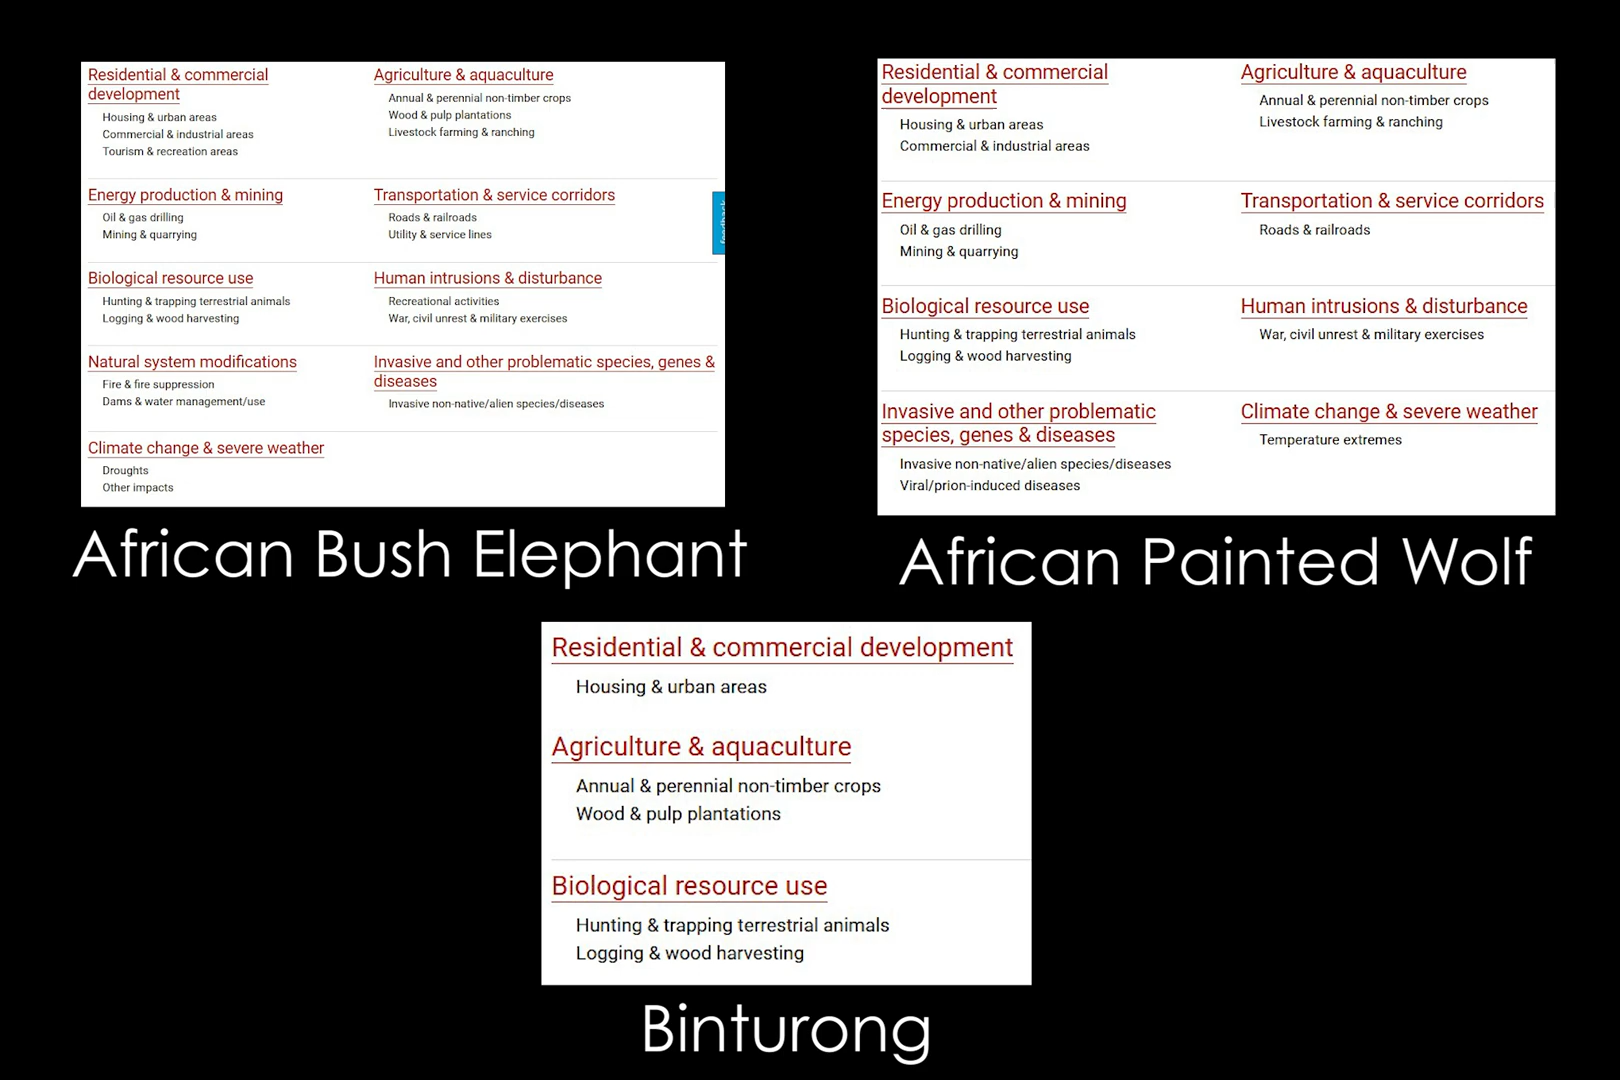 Residential & commercial
development
Housing & urban areas
Commercial & industrial areas
Tourism & recreation areas
Agriculture & aquaculture
Annual & perennial non-timber crops
Wood & pulp plantations
Livestock farming & ranching
Energy production & mining
Oil & gas drilling
Mining & quarrying
Transportation & service corridors
Roads & railroads
Utility & service lines
feedback
Biological resource use
Hunting & trapping terrestrial animals
Logging & wood harvesting
Human intrusions & disturbance
Recreational activities
War, civil unrest & military exercises
Natural system modifications
Fire & fire suppression
Dams & water management/use
Invasive and other problematic species, genes &
diseases
Invasive non-native/alien species/diseases
Climate change & severe weather
Droughts
Other impacts
African Bush Elephant
Residential & commercial
development
Housing & urban areas
Commercial & industrial areas
Agriculture & aquaculture
Annual & perennial non-timber crops
Livestock farming & ranching
Energy production & mining
Oil & gas drilling
Mining & quarrying
Transportation & service corridors
Roads & railroads
Biological resource use
Hunting & trapping terrestrial animals
Logging & wood harvesting
Human intrusions & disturbance
War, civil unrest & military exercises
Invasive and other problematic
species, genes & diseases
Invasive non-native/alien species/diseases
Viral/prion-induced diseases
Climate change & severe weather
Temperature extremes
African Painted Wolf
Residential & commercial development
Housing & urban areas
Agriculture & aquaculture
Annual & perennial non-timber crops
Wood & pulp plantations
Biological resource use
Hunting & trapping terrestrial animals
Logging & wood harvesting
Binturong